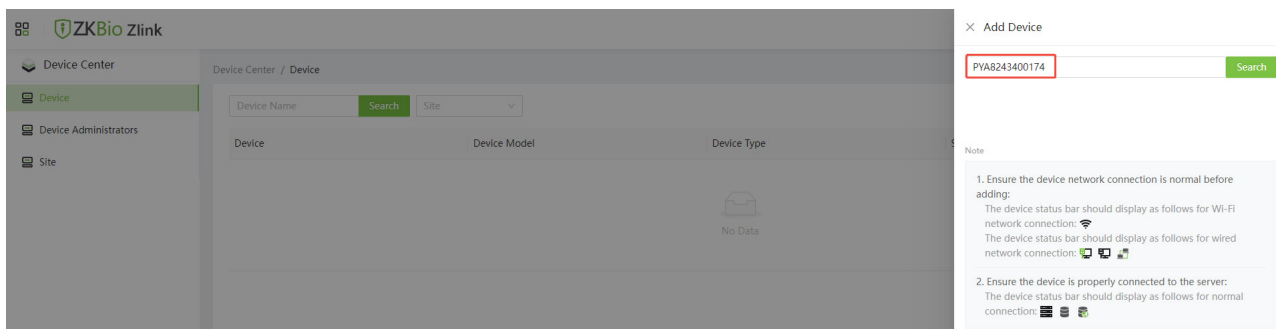 ZKBio Zlink
Device Center
Device
Device Administrators
Site
Device Center / Device
Device Name
Search
Site
Device
Device Model
Device Type
S
No Data
Add Device
PYA8243400174
Search
Note
1. Ensure the device network connection is normal before
adding:
The device status bar should display as follows for Wi-Fi
network connection:
The device status bar should display as follows for wired
network connection:
2. Ensure the device is properly connected to the server:
The device status bar should display as follows for normal
connection: